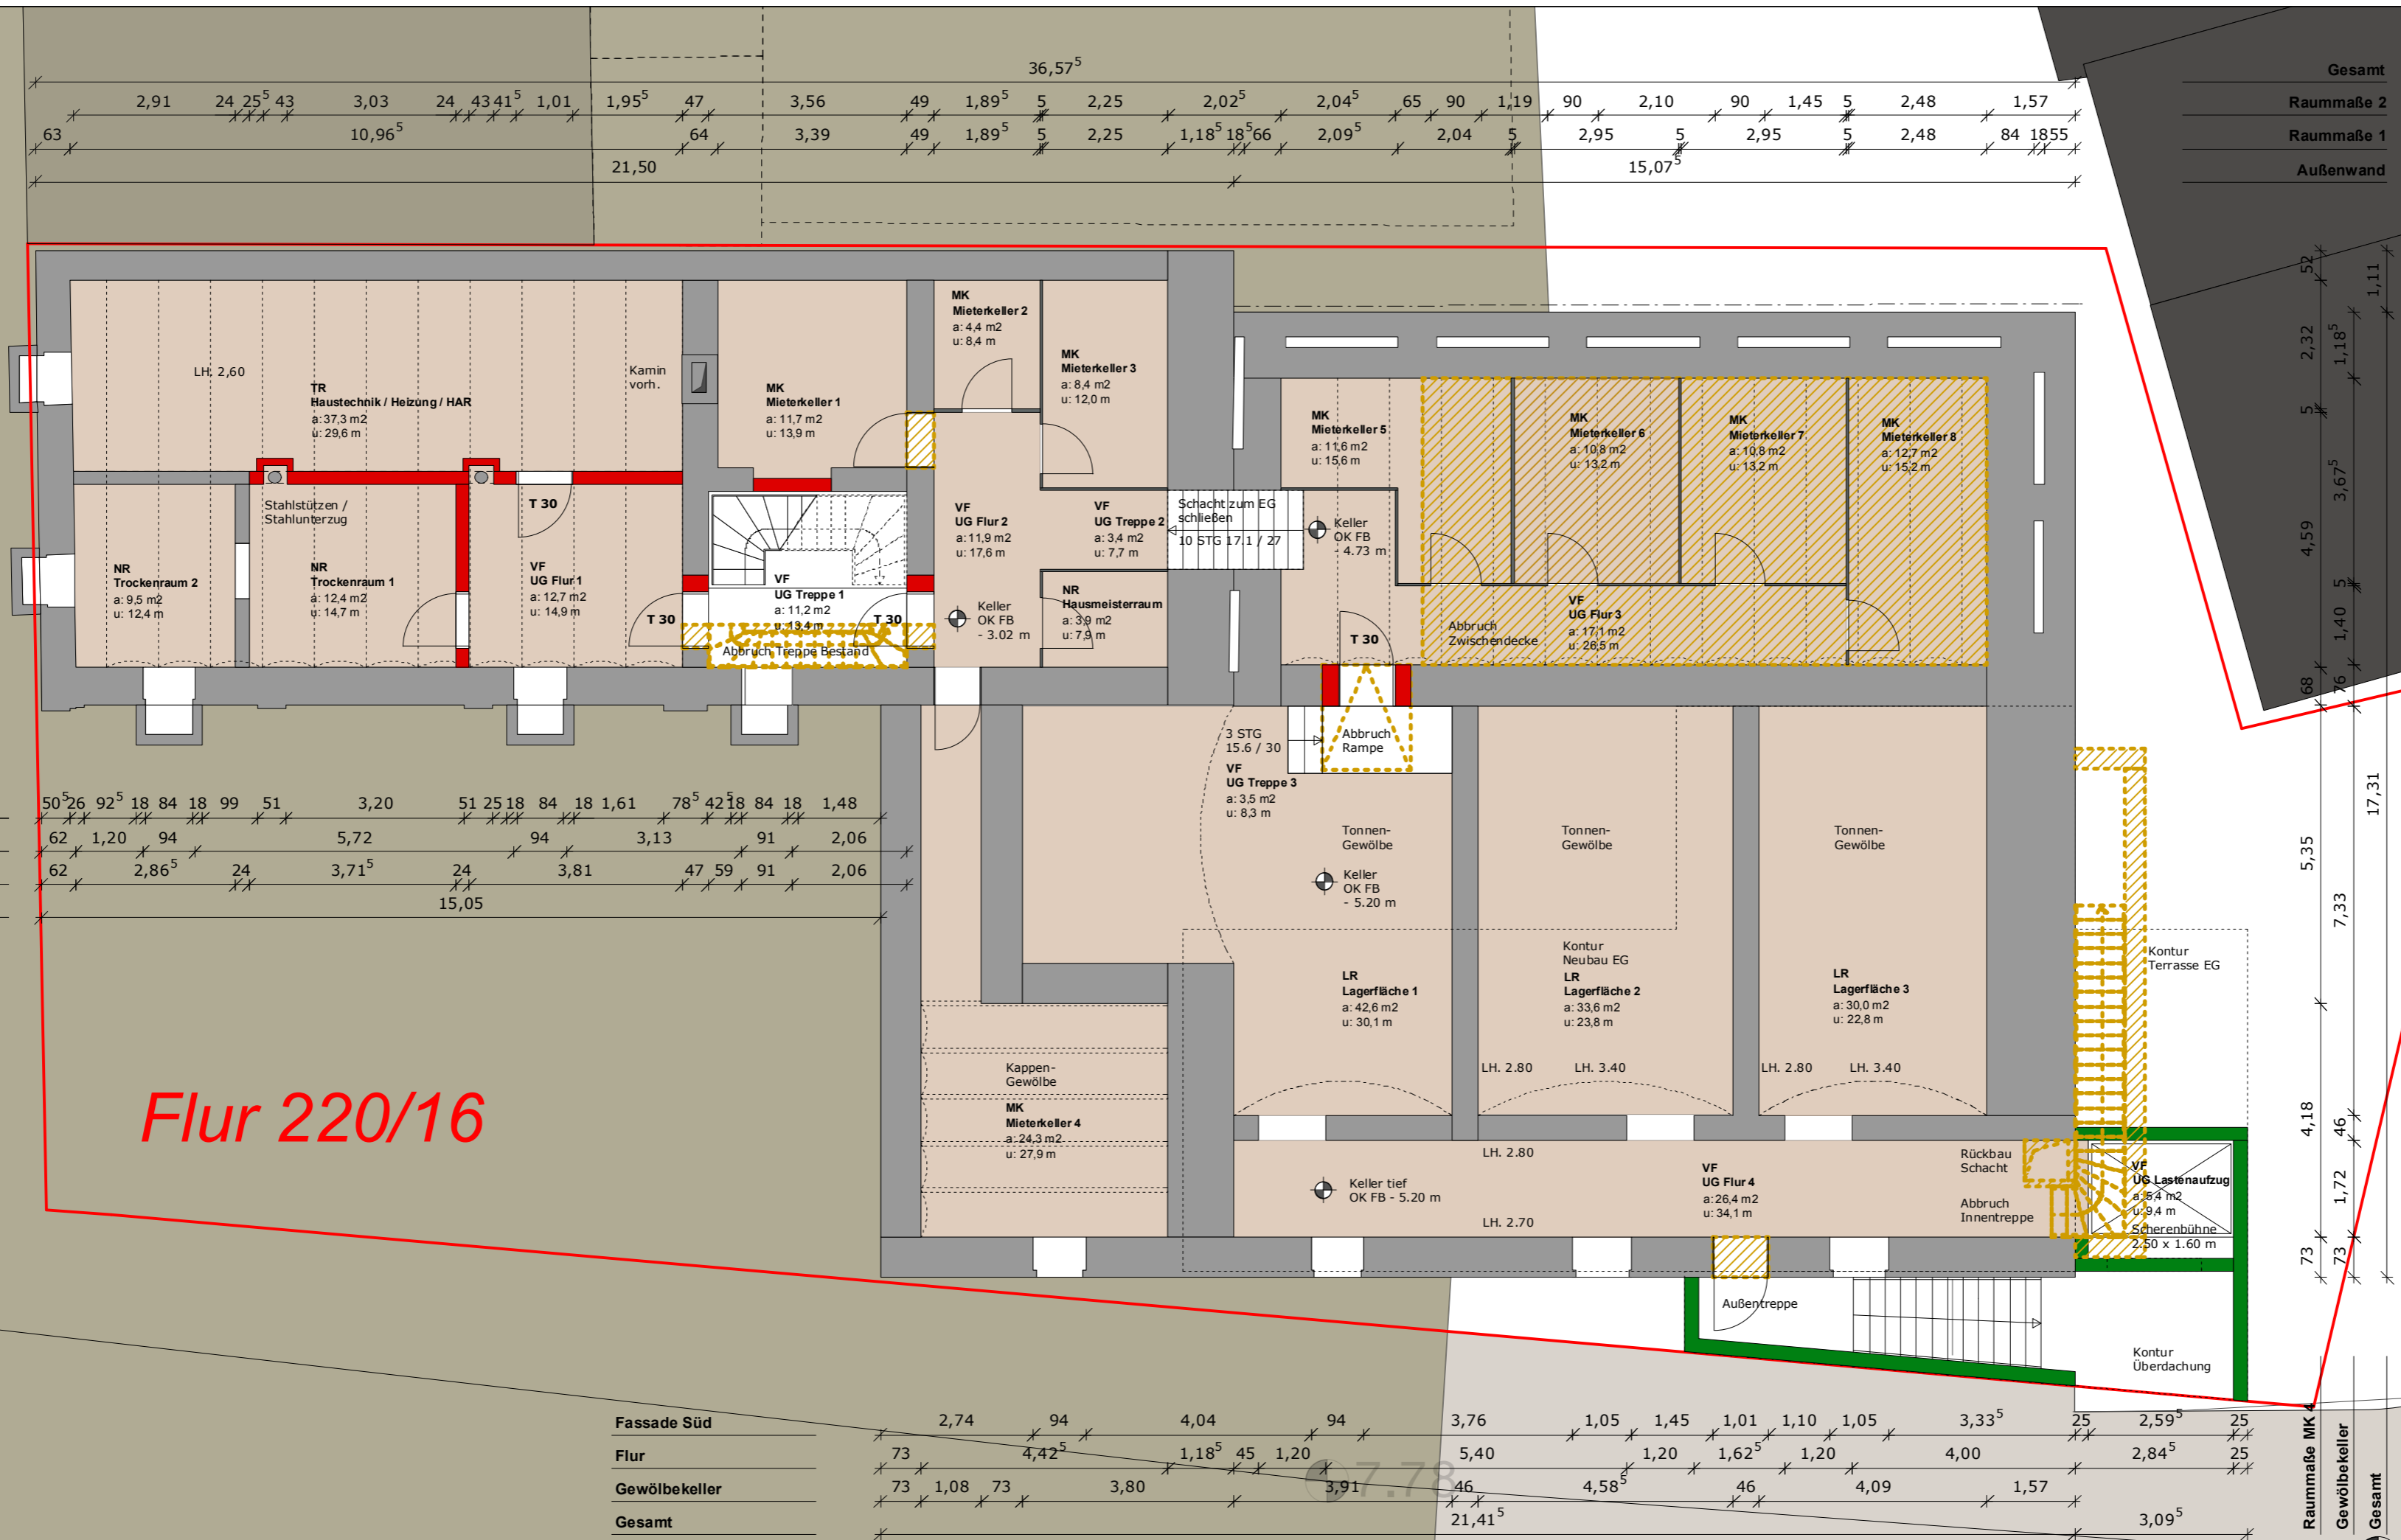 36,57⁵
Gesamt
2,91 24 25⁵ 43 3,03 24 43 41⁵ 1,01 1,95⁵ 47 3,56 49 1,89⁵ 5 2,25 2,02⁵ 2,04⁵ 65 90 1,19 90 2,10 90 1,45 5 2,48 1,57
Raummaße 2
63 10,96⁵ 64 3,39 49 1,89⁵ 5 2,25 1,18⁵ 18⁵ 66 2,09⁵ 2,04 5 2,95 5 2,95 5 2,48 84 18 55
Raummaße 1
21,50 15,07⁵
Außenwand
LH. 2,60
TR
Haustechnik / Heizung / HAR
a: 37,3 m2
u: 29,6 m
Kamin
vorh.
MK
Mieterkeller 1
a: 11,7 m2
u: 13,9 m
MK
Mieterkeller 2
a: 4,4 m2
u: 8,4 m
MK
Mieterkeller 3
a: 8,4 m2
u: 12,0 m
MK
Mieterkeller 5
a: 11,6 m2
u: 15,6 m
MK
Mieterkeller 6
a: 10,8 m2
u: 13,2 m
MK
Mieterkeller 7
a: 10,8 m2
u: 13,2 m
MK
Mieterkeller 8
a: 12,7 m2
u: 15,2 m
NR
Trockenraum 2
a: 9,5 m2
u: 12,4 m
Stahlstützen /
Stahlunterzug
NR
Trockenraum 1
a: 12,4 m2
u: 14,7 m
T 30
VF
UG Flur 1
a: 12,7 m2
u: 14,9 m
T 30
VF
UG Treppe 1
a: 11,2 m2
u: 13,4 m
T 30
Abbruch Treppe Bestand
VF
UG Flur 2
a: 11,9 m2
u: 17,6 m
Keller
OK FB
- 3.02 m
VF
UG Treppe 2
a: 3,4 m2
u: 7,7 m
NR
Hausmeisterraum
a: 3,9 m2
u: 7,9 m
Schacht zum EG
schließen
10 STG 17.1 / 27
Keller
OK FB
- 4.73 m
T 30
Abbruch
Zwischendecke
VF
UG Flur 3
a: 17,1 m2
u: 26,5 m
3 STG
15.6 / 30
Abbruch
Rampe
VF
UG Treppe 3
a: 3,5 m2
u: 8,3 m
Tonnen-
Gewölbe
Tonnen-
Gewölbe
Tonnen-
Gewölbe
Keller
OK FB
- 5.20 m
50⁵ 26 92⁵ 18 84 18 99 51 3,20 51 25 18 84 18 1,61 78⁵ 42⁵ 18 84 18 1,48
62 1,20 94 5,72 94 3,13 91 2,06
62 2,86⁵ 24 3,71⁵ 24 3,81 47 59 91 2,06
15,05
Flur 220/16
LR
Lagerfläche 1
a: 42,6 m2
u: 30,1 m
Kontur
Neubau EG
LR
Lagerfläche 2
a: 33,6 m2
u: 23,8 m
LR
Lagerfläche 3
a: 30,0 m2
u: 22,8 m
Kontur
Terrasse EG
LH. 2.80 LH. 3.40 LH. 2.80 LH. 3.40
Kappen-
Gewölbe
MK
Mieterkeller 4
a: 24,3 m2
u: 27,9 m
LH. 2.80
Keller tief
OK FB - 5.20 m
LH. 2.70
VF
UG Flur 4
a: 26,4 m2
u: 34,1 m
Rückbau
Schacht
Abbruch
Innentreppe
VF
UG Lastenaufzug
a: 5,4 m2
u: 9,4 m
Scherenbühne
2.50 x 1.60 m
Außentreppe
Kontur
Überdachung
52 2,32 5 4,59 68 5,35 4,18 73
Raummaße MK 4
1,18⁵ 3,67⁵ 5 1,40 76 7,33 46 1,72 73
Gewölbekeller
1,11 17,31
Gesamt
Fassade Süd
2,74 94 4,04 94 3,76 1,05 1,45 1,01 1,10 1,05 3,33⁵ 25 2,59⁵ 25
Flur
73 4,42⁵ 1,18⁵ 45 1,20 5,40 1,20 1,62⁵ 1,20 4,00 2,84⁵ 25
Gewölbekeller
73 1,08 73 3,80 3,91 46 4,58⁵ 46 4,09 1,57
7.78
Gesamt
21,41⁵ 3,09⁵